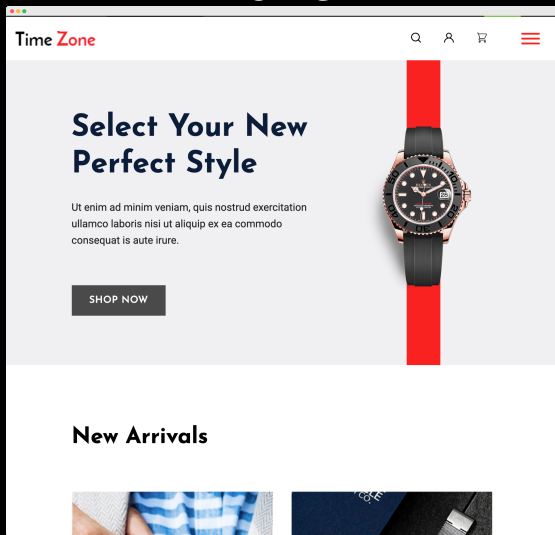 Time Zone
Select Your New
Perfect Style
Ut enim ad minim veniam, quis nostrud exercitation
ullamco laboris nisi ut aliquip ex ea commodo
consequat is aute irure.
SHOP NOW
New Arrivals